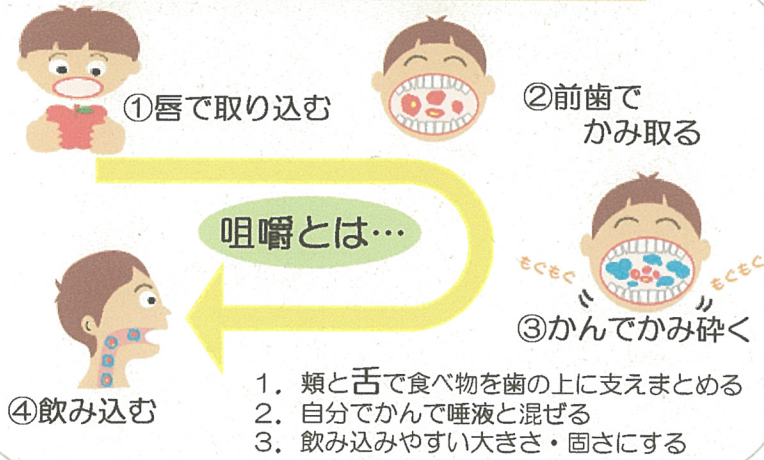 ①唇で取り込む
②前歯で
かみ取る
咀嚼とは…
もぐもぐ
もぐもぐ
③かんでかみ砕く
④飲み込む
1．頬と舌で食べ物を歯の上に支えまとめる
2．自分でかんで唾液と混ぜる
3．飲み込みやすい大きさ・固さにする